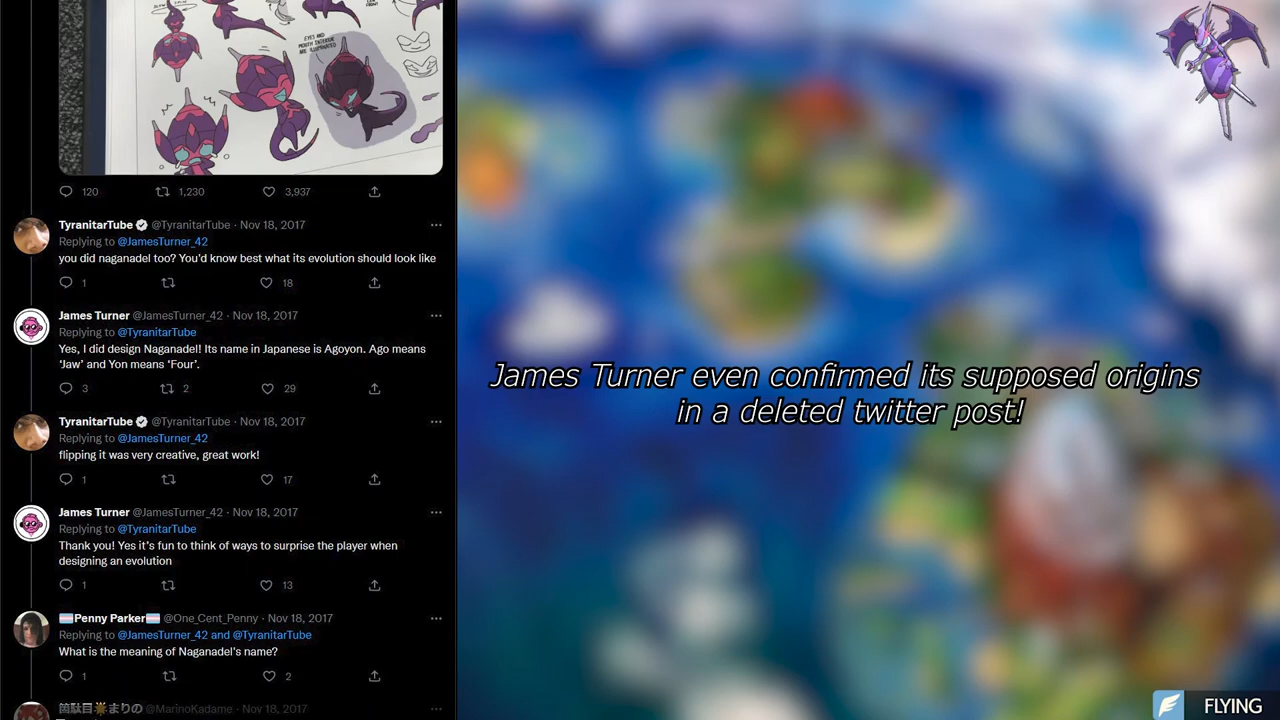 EYES AND
MOUTH INTERIOR
ARE ILLUMINATED
120 1,230 3,937
TyranitarTube @TyranitarTube · Nov 18, 2017
Replying to @JamesTurner_42
you did naganadel too? You'd know best what its evolution should look like
1 18
James Turner @JamesTurner_42 · Nov 18, 2017
Replying to @TyranitarTube
Yes, I did design Naganadel! Its name in Japanese is Agoyon. Ago means
‘Jaw’ and Yon means ‘Four’.
3 2 29
TyranitarTube @TyranitarTube · Nov 18, 2017
Replying to @JamesTurner_42
flipping it was very creative, great work!
1 17
James Turner @JamesTurner_42 · Nov 18, 2017
Replying to @TyranitarTube
Thank you! Yes it’s fun to think of ways to surprise the player when
designing an evolution
1 13
Penny Parker @One_Cent_Penny · Nov 18, 2017
Replying to @JamesTurner_42 and @TyranitarTube
What is the meaning of Naganadel's name?
1 2
駄目まりの @MarinoKadame · Nov 18, 2017
James Turner even confirmed its supposed origins
in a deleted twitter post!
FLYING